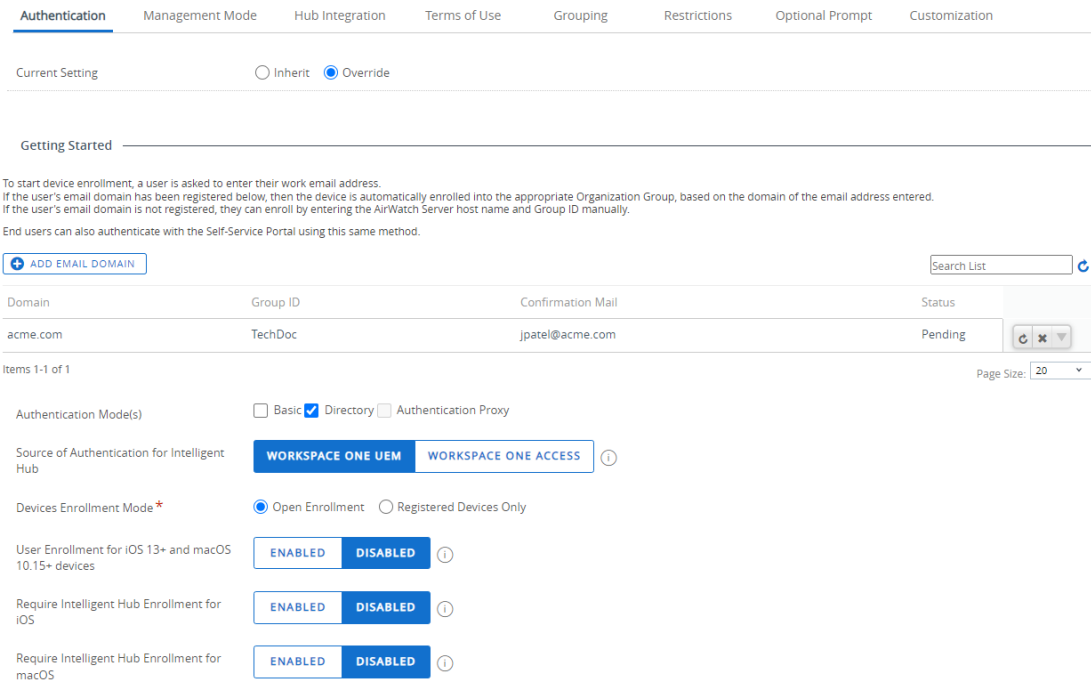 Authentication Management Mode Hub Integration Terms of Use Grouping Restrictions Optional Prompt Customization
Current Setting Inherit Override
Getting Started
To start device enrollment, a user is asked to enter their work email address.
If the user's email domain has been registered below, then the device is automatically enrolled into the appropriate Organization Group, based on the domain of the email address entered.
If the user's email domain is not registered, they can enroll by entering the AirWatch Server host name and Group ID manually.
End users can also authenticate with the Self-Service Portal using this same method.
ADD EMAIL DOMAIN Search List
Domain Group ID Confirmation Mail Status
acme.com TechDoc jpatel@acme.com Pending
Items 1-1 of 1 Page Size: 20
Authentication Mode(s) Basic Directory Authentication Proxy
Source of Authentication for Intelligent
Hub WORKSPACE ONE UEM WORKSPACE ONE ACCESS
Devices Enrollment Mode* Open Enrollment Registered Devices Only
User Enrollment for iOS 13+ and macOS
10.15+ devices ENABLED DISABLED
Require Intelligent Hub Enrollment for
iOS ENABLED DISABLED
Require Intelligent Hub Enrollment for
macOS ENABLED DISABLED